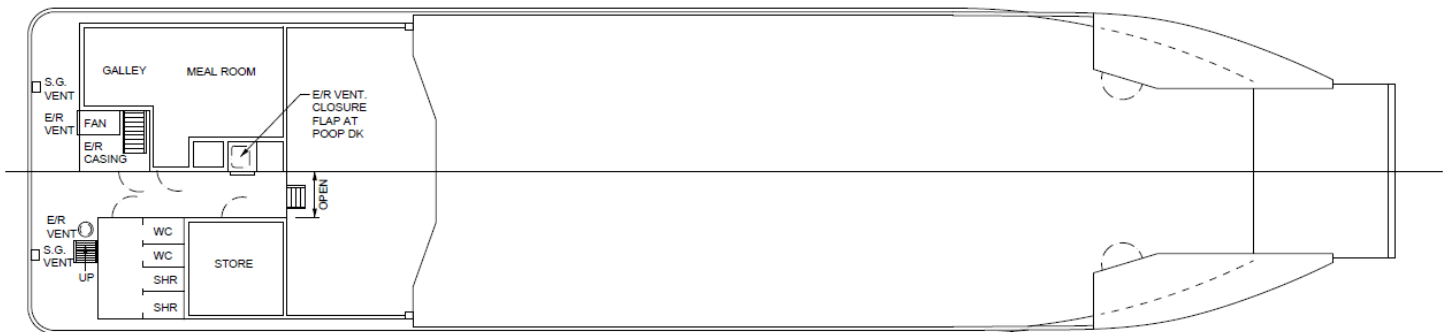 GALLEY
MEAL ROOM
S.G.
VENT
E/R
VENT
FAN
E/R
CASING
E/R VENT.
CLOSURE
FLAP AT
POOP DK
OPEN
E/R
VENT
S.G.
VENT
UP
WC
WC
SHR
SHR
STORE